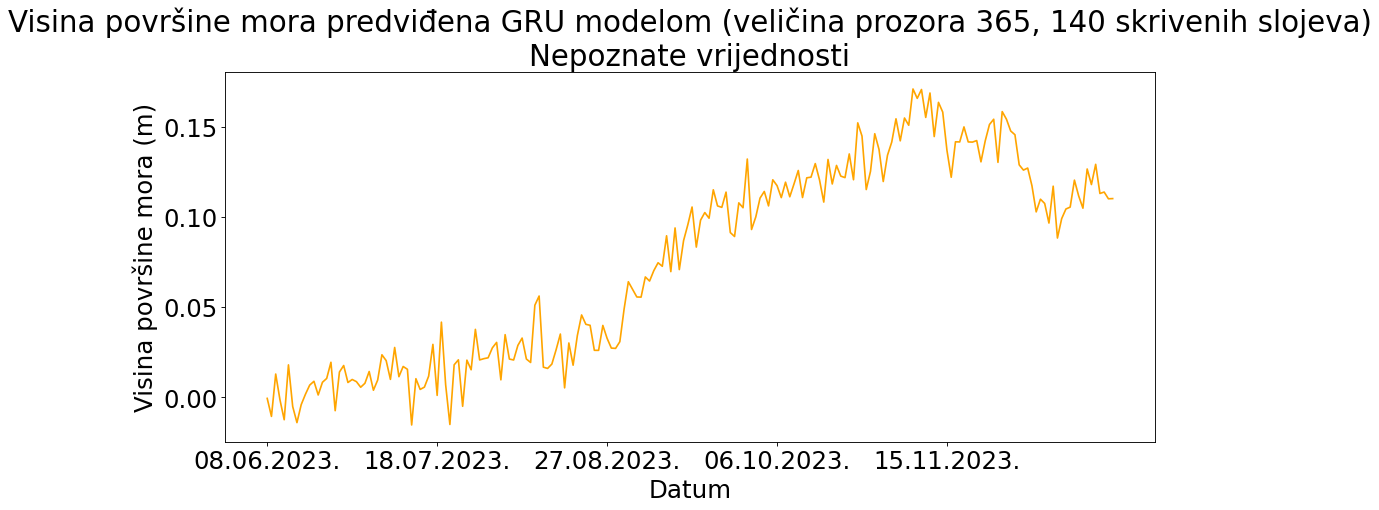 Visina površine mora predviđena GRU modelom (veličina prozora 365, 140 skrivenih slojeva)
Nepoznate vrijednosti
Visina površine mora (m)
0.15
0.10
0.05
0.00
08.06.2023. 18.07.2023. 27.08.2023. 06.10.2023. 15.11.2023.
Datum